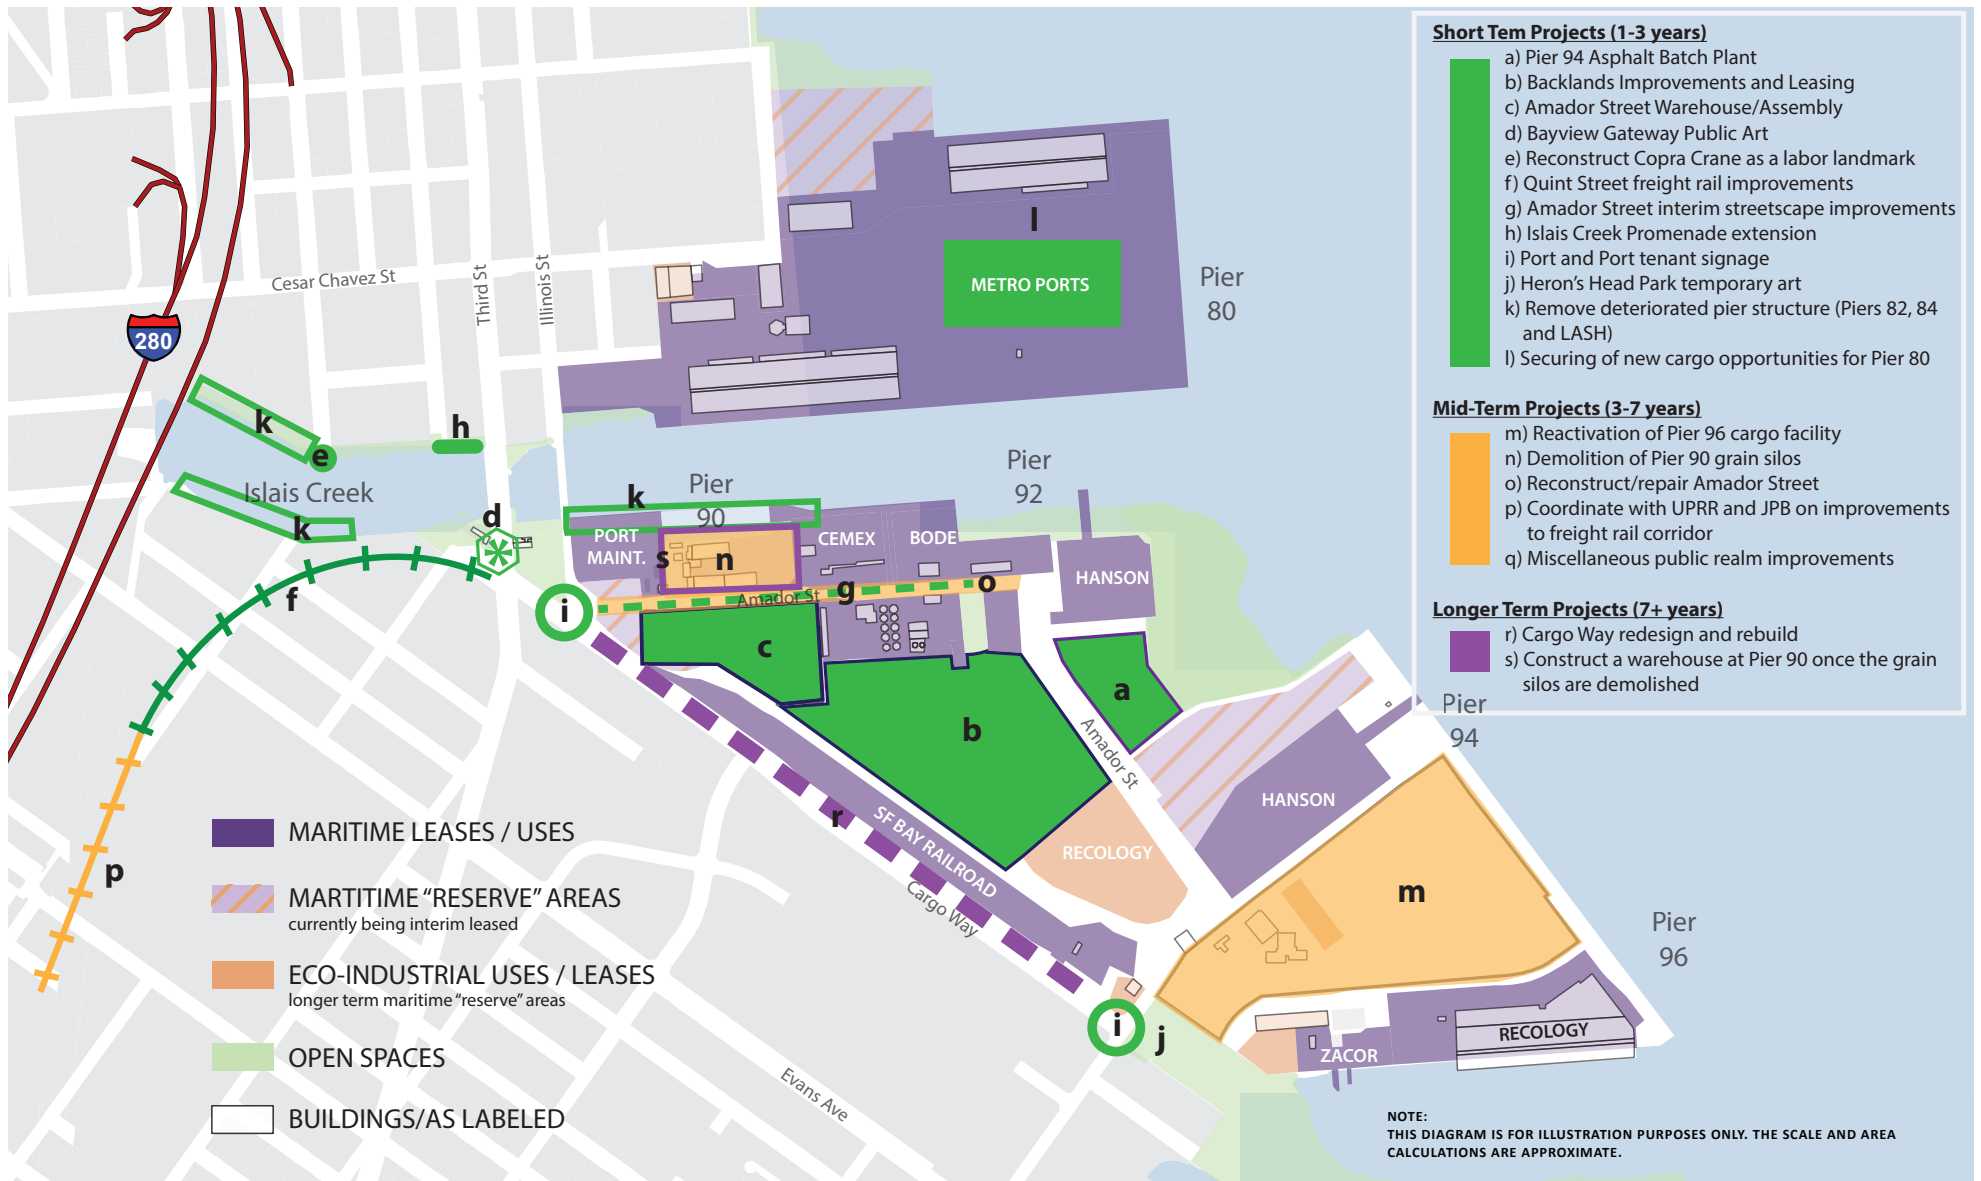 Short Tem Projects (1-3 years)
a) Pier 94 Asphalt Batch Plant
b) Backlands Improvements and Leasing
c) Amador Street Warehouse/Assembly
d) Bayview Gateway Public Art
e) Reconstruct Copra Crane as a labor landmark
f) Quint Street freight rail improvements
g) Amador Street interim streetscape improvements
h) Islais Creek Promenade extension
i) Port and Port tenant signage
j) Heron's Head Park temporary art
k) Remove deteriorated pier structure (Piers 82, 84
and LASH)
l) Securing of new cargo opportunities for Pier 80
Mid-Term Projects (3-7 years)
m) Reactivation of Pier 96 cargo facility
n) Demolition of Pier 90 grain silos
o) Reconstruct/repair Amador Street
p) Coordinate with UPRR and JPB on improvements
to freight rail corridor
q) Miscellaneous public realm improvements
Longer Term Projects (7+ years)
r) Cargo Way redesign and rebuild
s) Construct a warehouse at Pier 90 once the grain
silos are demolished
l
METRO PORTS
Pier
80
Cesar Chavez St
Third St
Illinois St
280
k
h
e
Islais Creek
k
d
k
Pier
90
Pier
92
PORT
MAINT.
s
n
CEMEX
BODE
HANSON
g
o
Amador St
f
i
c
a
b
Amador St
Pier
94
HANSON
r
SF BAY RAILROAD
RECOLOGY
Cargo Way
m
p
Pier
96
i
j
ZACOR
RECOLOGY
Evans Ave
MARITIME LEASES / USES
MARTITIME “RESERVE” AREAS
currently being interim leased
ECO-INDUSTRIAL USES / LEASES
longer term maritime “reserve” areas
OPEN SPACES
BUILDINGS/AS LABELED
NOTE:
THIS DIAGRAM IS FOR ILLUSTRATION PURPOSES ONLY. THE SCALE AND AREA
CALCULATIONS ARE APPROXIMATE.